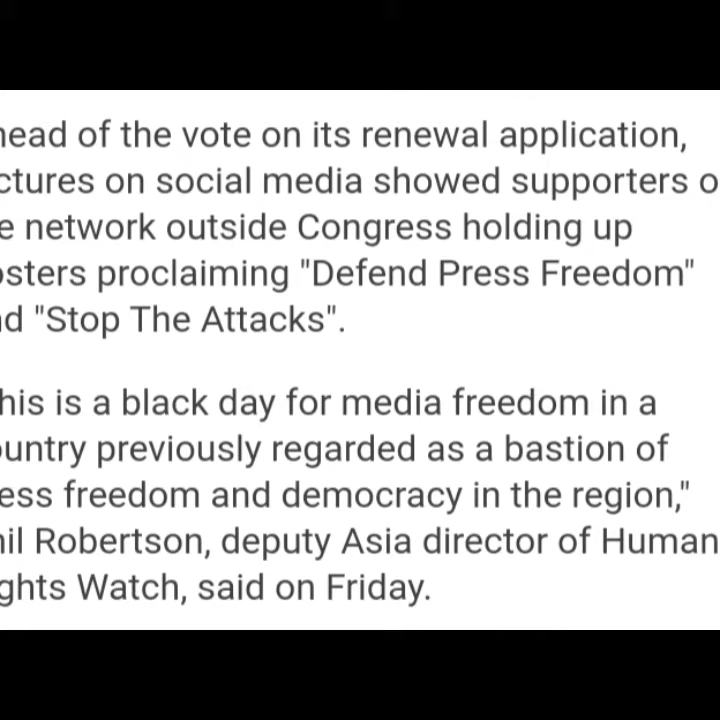 head of the vote on its renewal application,
ctures on social media showed supporters o
e network outside Congress holding up
osters proclaiming "Defend Press Freedom"
nd "Stop The Attacks".
his is a black day for media freedom in a
ountry previously regarded as a bastion of
ess freedom and democracy in the region,"
nil Robertson, deputy Asia director of Human
ghts Watch, said on Friday.